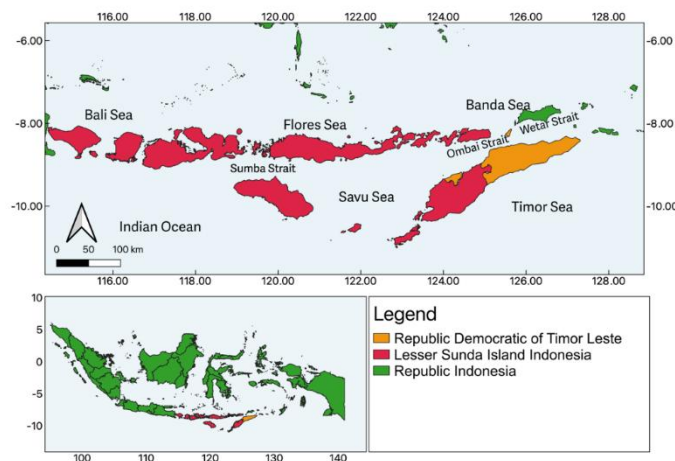 116.00 118.00 120.00 122.00 124.00 126.00 128.00
-6.00
-6.00
Bali Sea
Flores Sea
Banda Sea
Wetar Strait
-8.00
-8.00
Ombai Strait
Sumba Strait
Savu Sea
-10.00
-10.00
Indian Ocean
Timor Sea
0 50 100 km
116.00 118.00 120.00 122.00 124.00 126.00 128.00
10
5
0
-5
-10
100 110 120 130 140
Legend
Republic Democratic of Timor Leste
Lesser Sunda Island Indonesia
Republic Indonesia